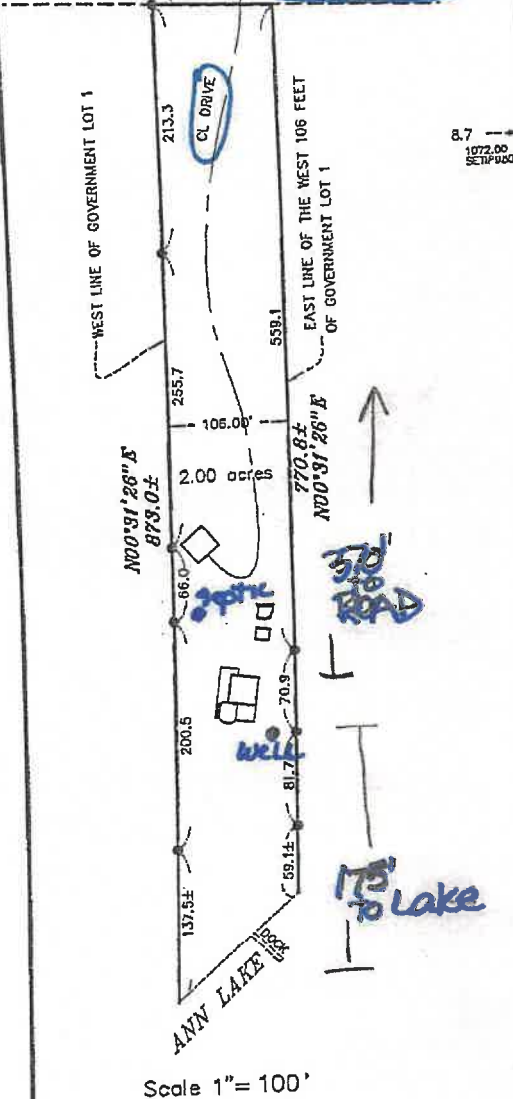 CL DRIVE
213.3
WEST LINE OF GOVERNMENT LOT 1
EAST LINE OF THE WEST 106 FEET
OF GOVERNMENT LOT 1
8.7
1072.00
559.1
255.7
106.00'
2.00 acres
N00°31'26"E
873.0±
770.8±
N00°31'26"E
66.0
septic
370'
to
ROAD
70.9
200.5
Well
81.7
59.1±
175'
To Lake
137.5±
DOCK
ANN LAKE
Scale 1"= 100'